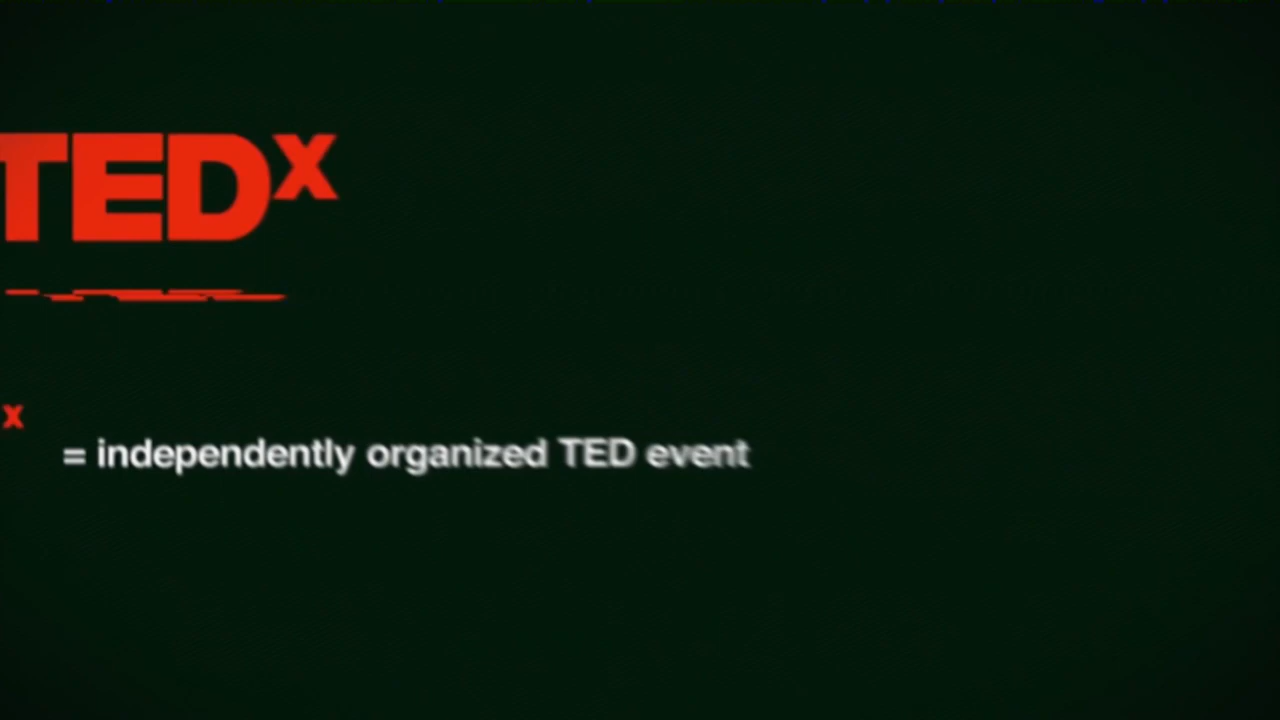 TEDx
x
= independently organized TED event